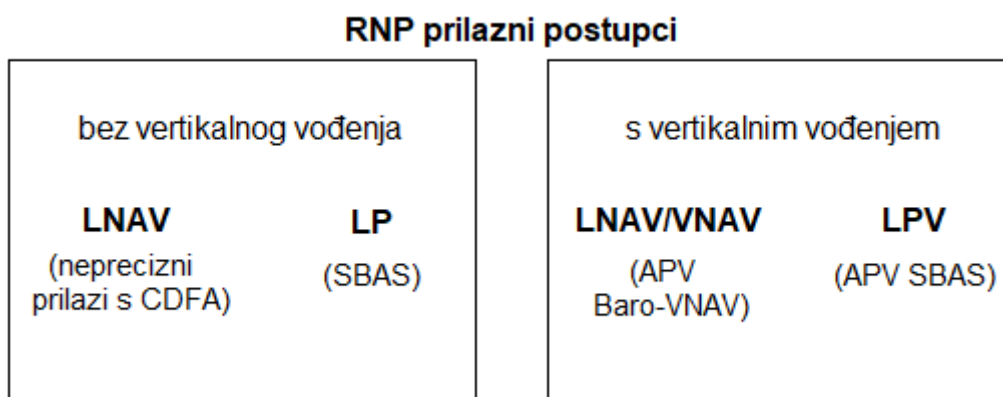 RNP prilazni postupci
bez vertikalnog vođenja
LNAV
(neprecizni
prilazi s CDFA)
LP
(SBAS)
s vertikalnim vođenjem
LNAV/VNAV
(APV
Baro-VNAV)
LPV
(APV SBAS)